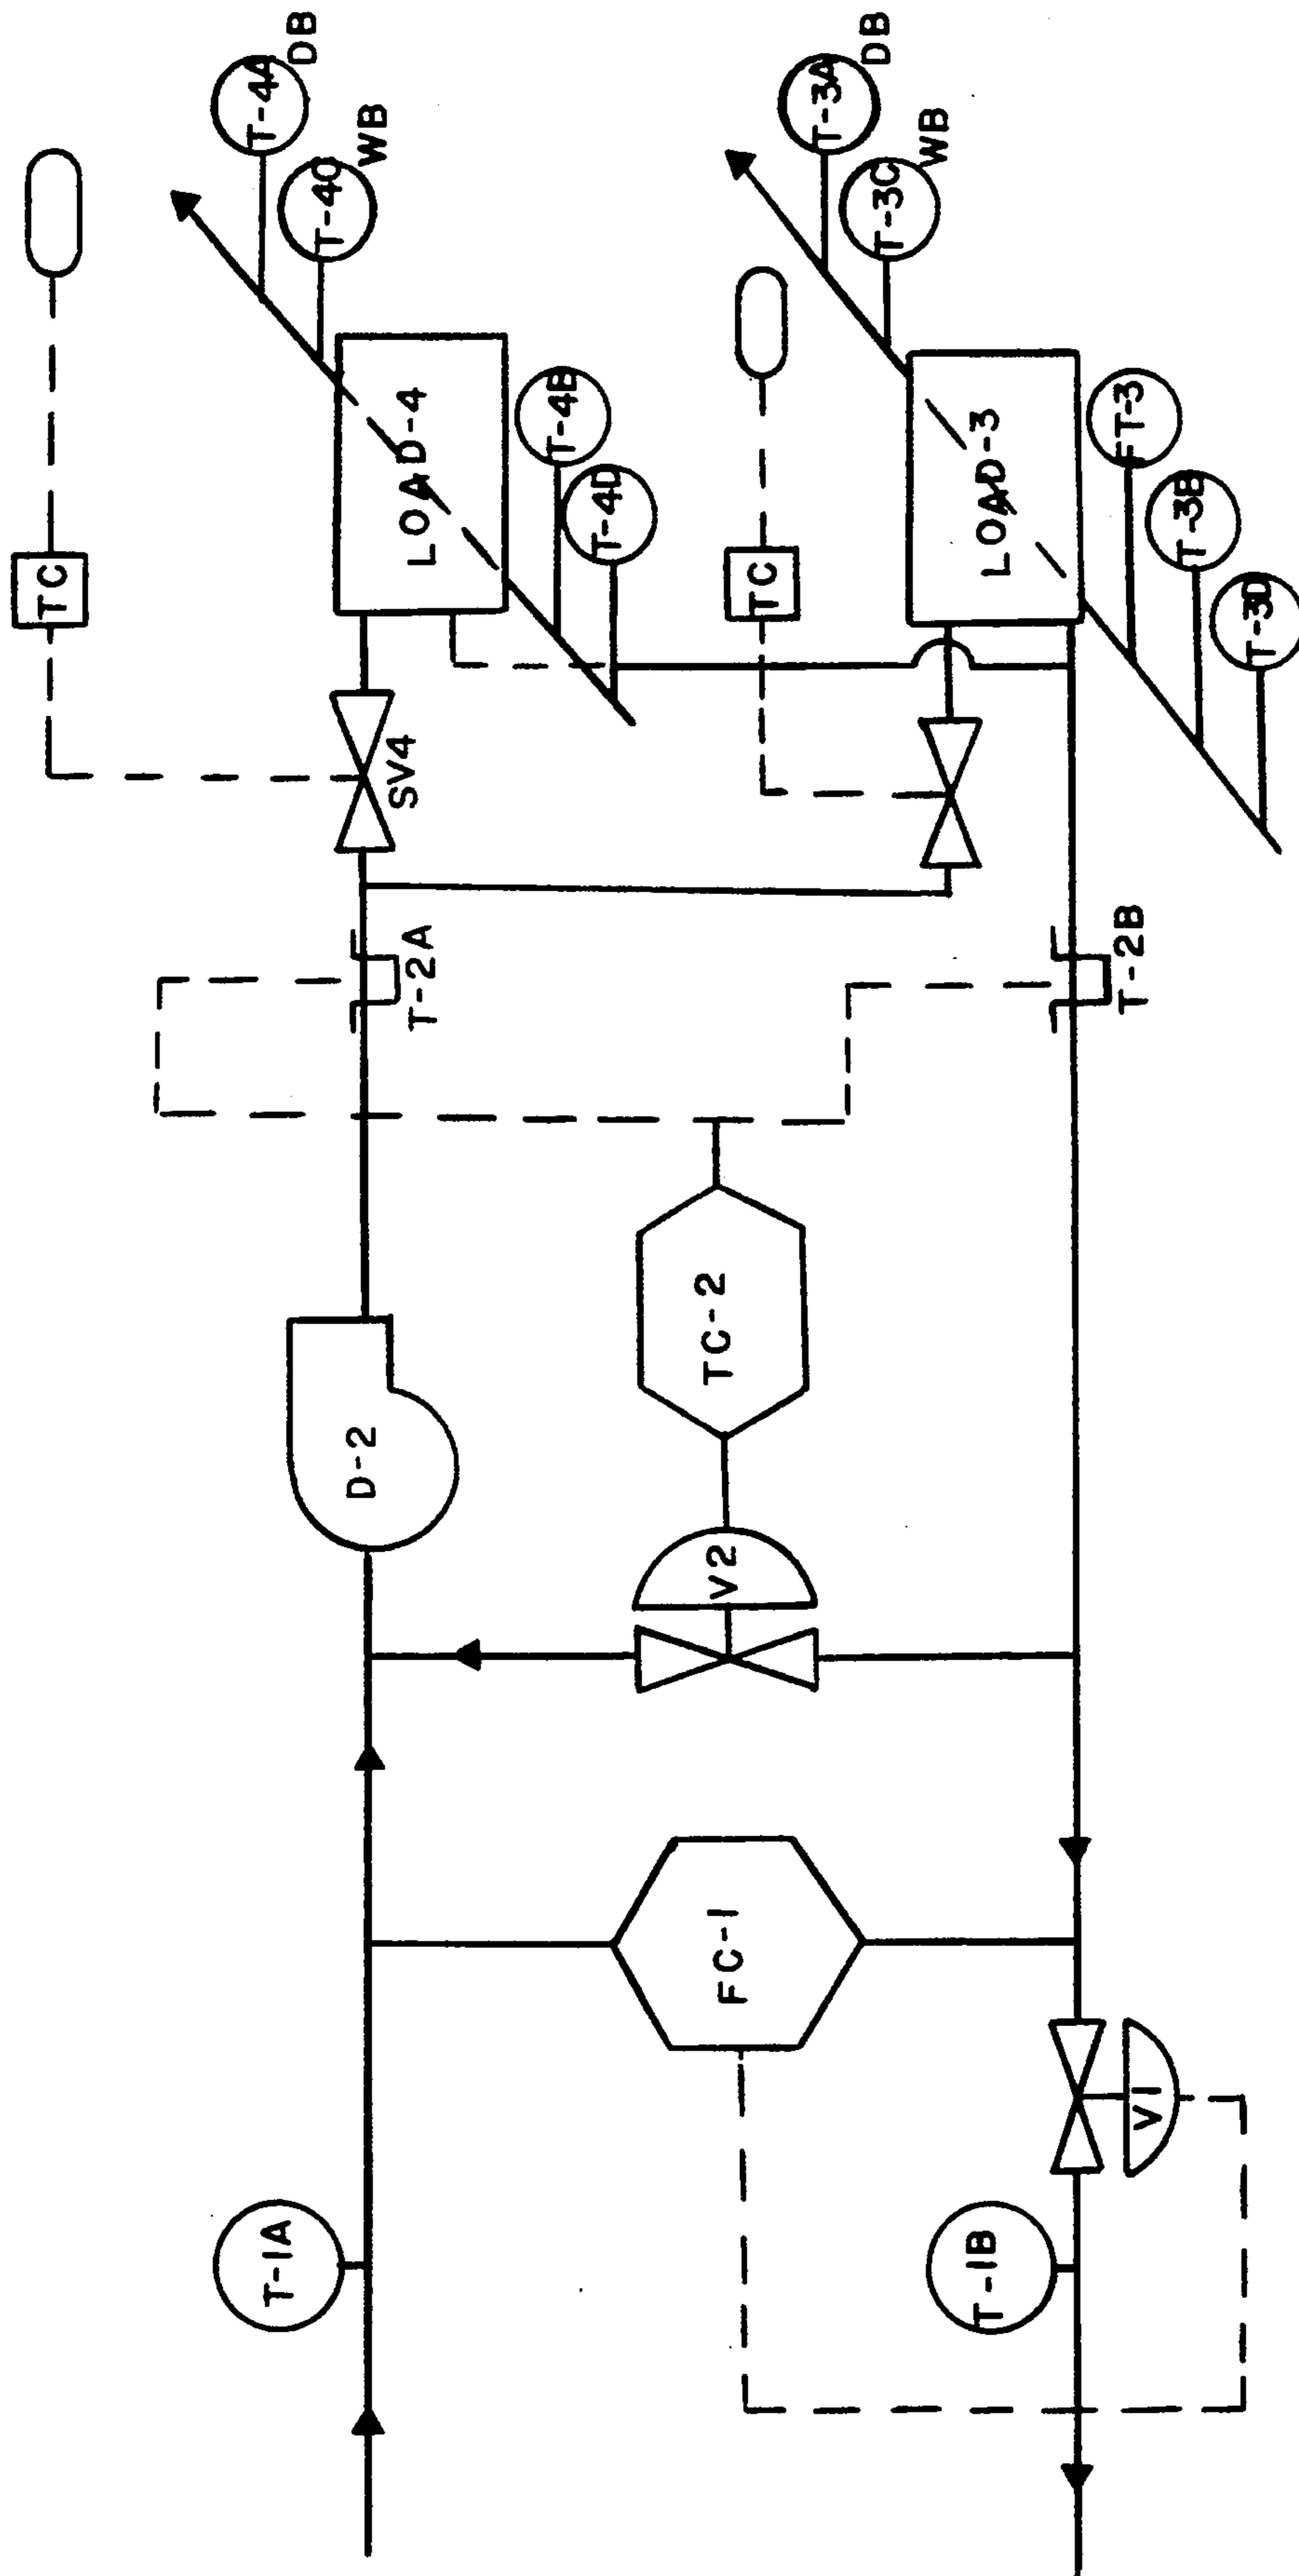 T-4A
DB
T-4C
WB
TC
LOAD-4
T-4B
T-4D
SV4
T-2A
D-2
T-1A
T-3A
DB
T-3C
WB
TC
LOAD-3
FT-3
T-3B
T-3D
T-2B
TC-2
V2
FC-1
V1
T-1B